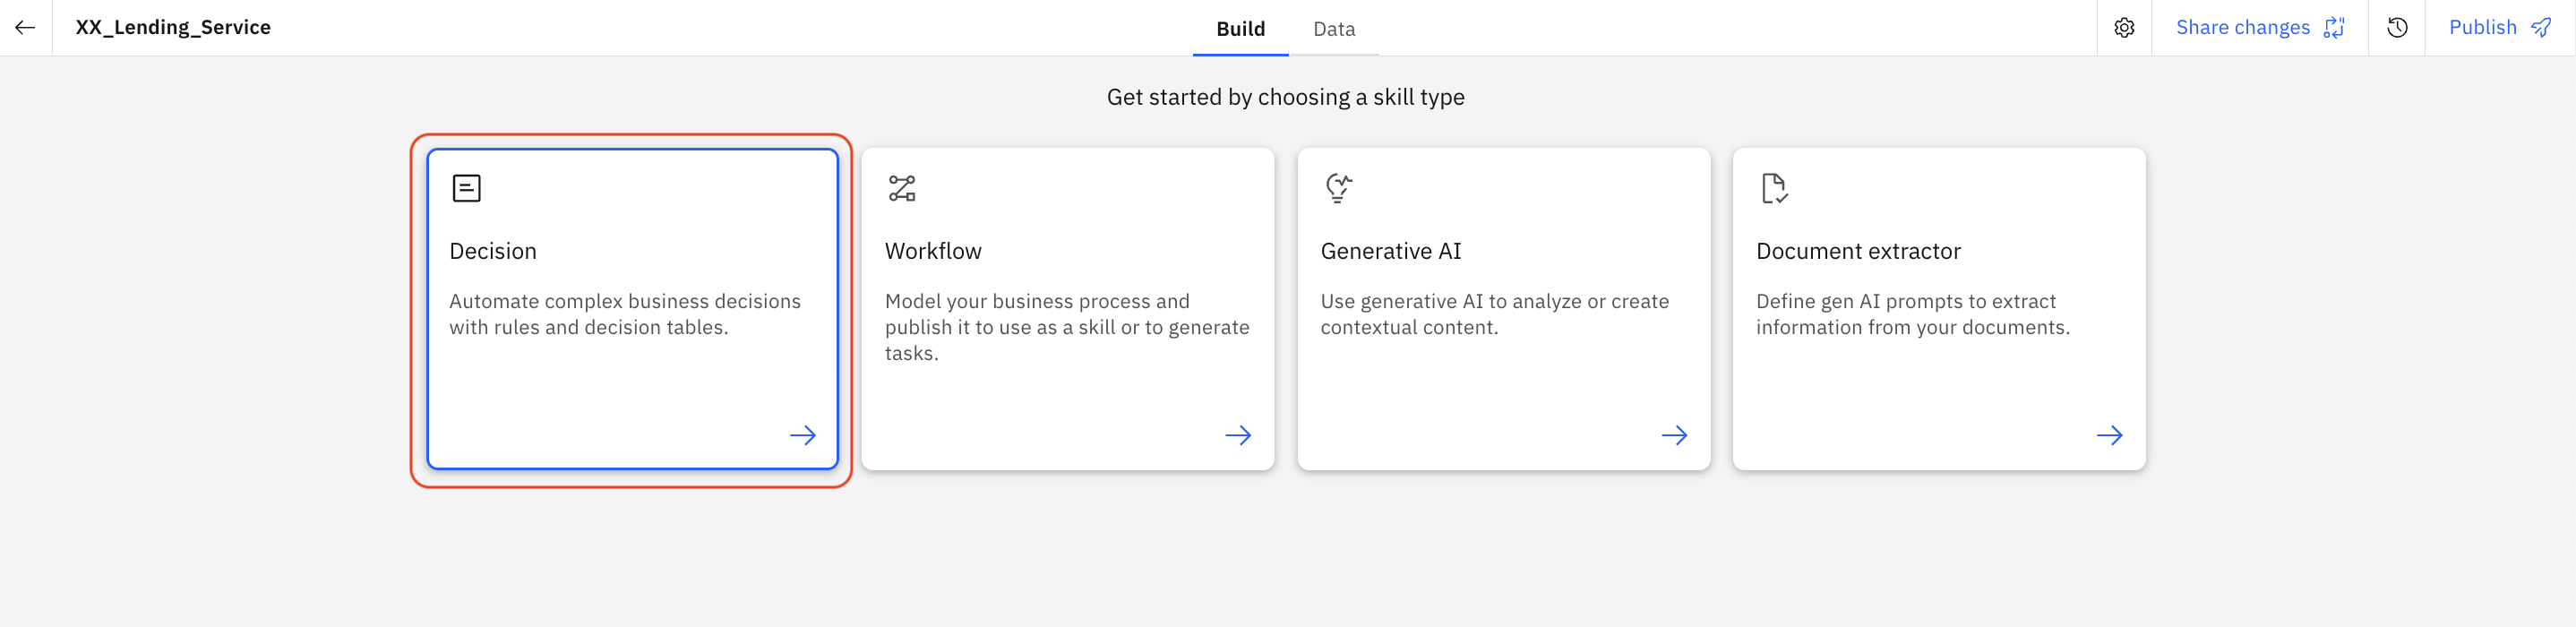 XX_Lending_Service
Build
Data
Share changes
Publish
Get started by choosing a skill type
Decision
Automate complex business decisions
with rules and decision tables.
Workflow
Model your business process and
publish it to use as a skill or to generate
tasks.
Generative AI
Use generative AI to analyze or create
contextual content.
Document extractor
Define gen AI prompts to extract
information from your documents.